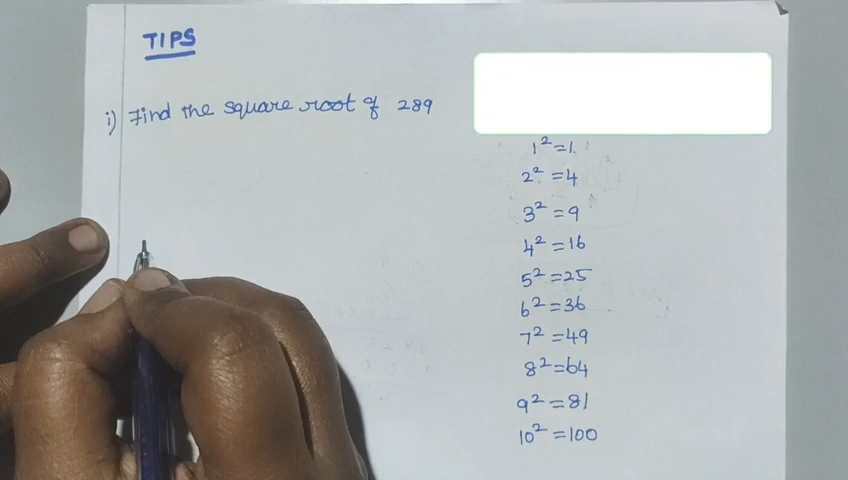 TIPS
i) Find the square root of 289
1² = 1
2² = 4
3² = 9
4² = 16
5² = 25
6² = 36
7² = 49
8² = 64
9² = 81
10² = 100